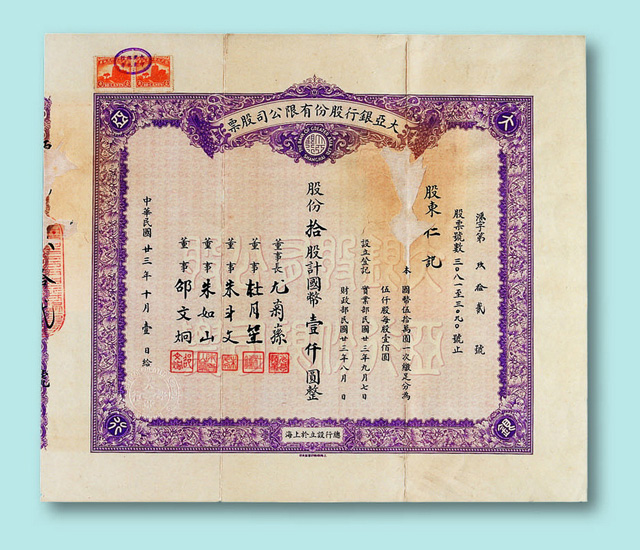 大亞銀行股份有限公司股票
字第玖拾貳號
股票號數三〇八一至三〇九〇號止
股東仁記
本
國幣伍拾萬圓一次繳足分為
伍仟股每股壹佰圓
設立登記
實業部民國廿三年九月七日
財政部民國廿三年八月 日
股份拾股計國幣壹仟圓整
董事長尤菊蓀
董事杜月笙
董事朱斗文
董事朱如山
董事邵文炯
中華民國廿三年十月壹日給
總行設立於上海
大
亞
銀
行